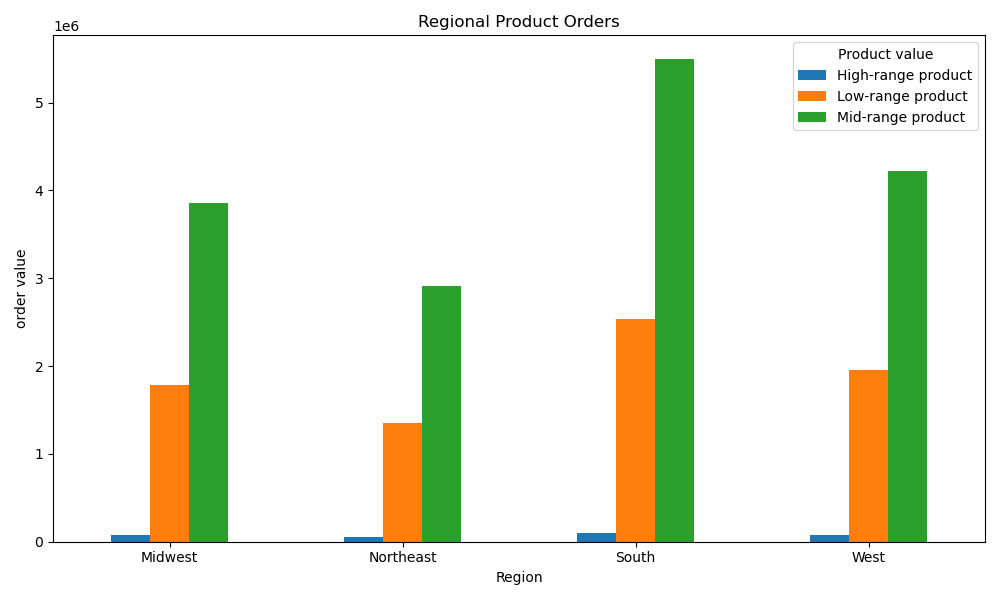 Regional Product Orders
1e6
Product value
High-range product
Low-range product
Mid-range product
5
4
3
2
1
0
order value
Midwest
Northeast
South
West
Region